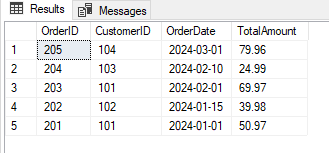 Results Messages
OrderID CustomerID OrderDate TotalAmount
1 205 104 2024-03-01 79.96
2 204 103 2024-02-10 24.99
3 203 101 2024-02-01 69.97
4 202 102 2024-01-15 39.98
5 201 101 2024-01-01 50.97